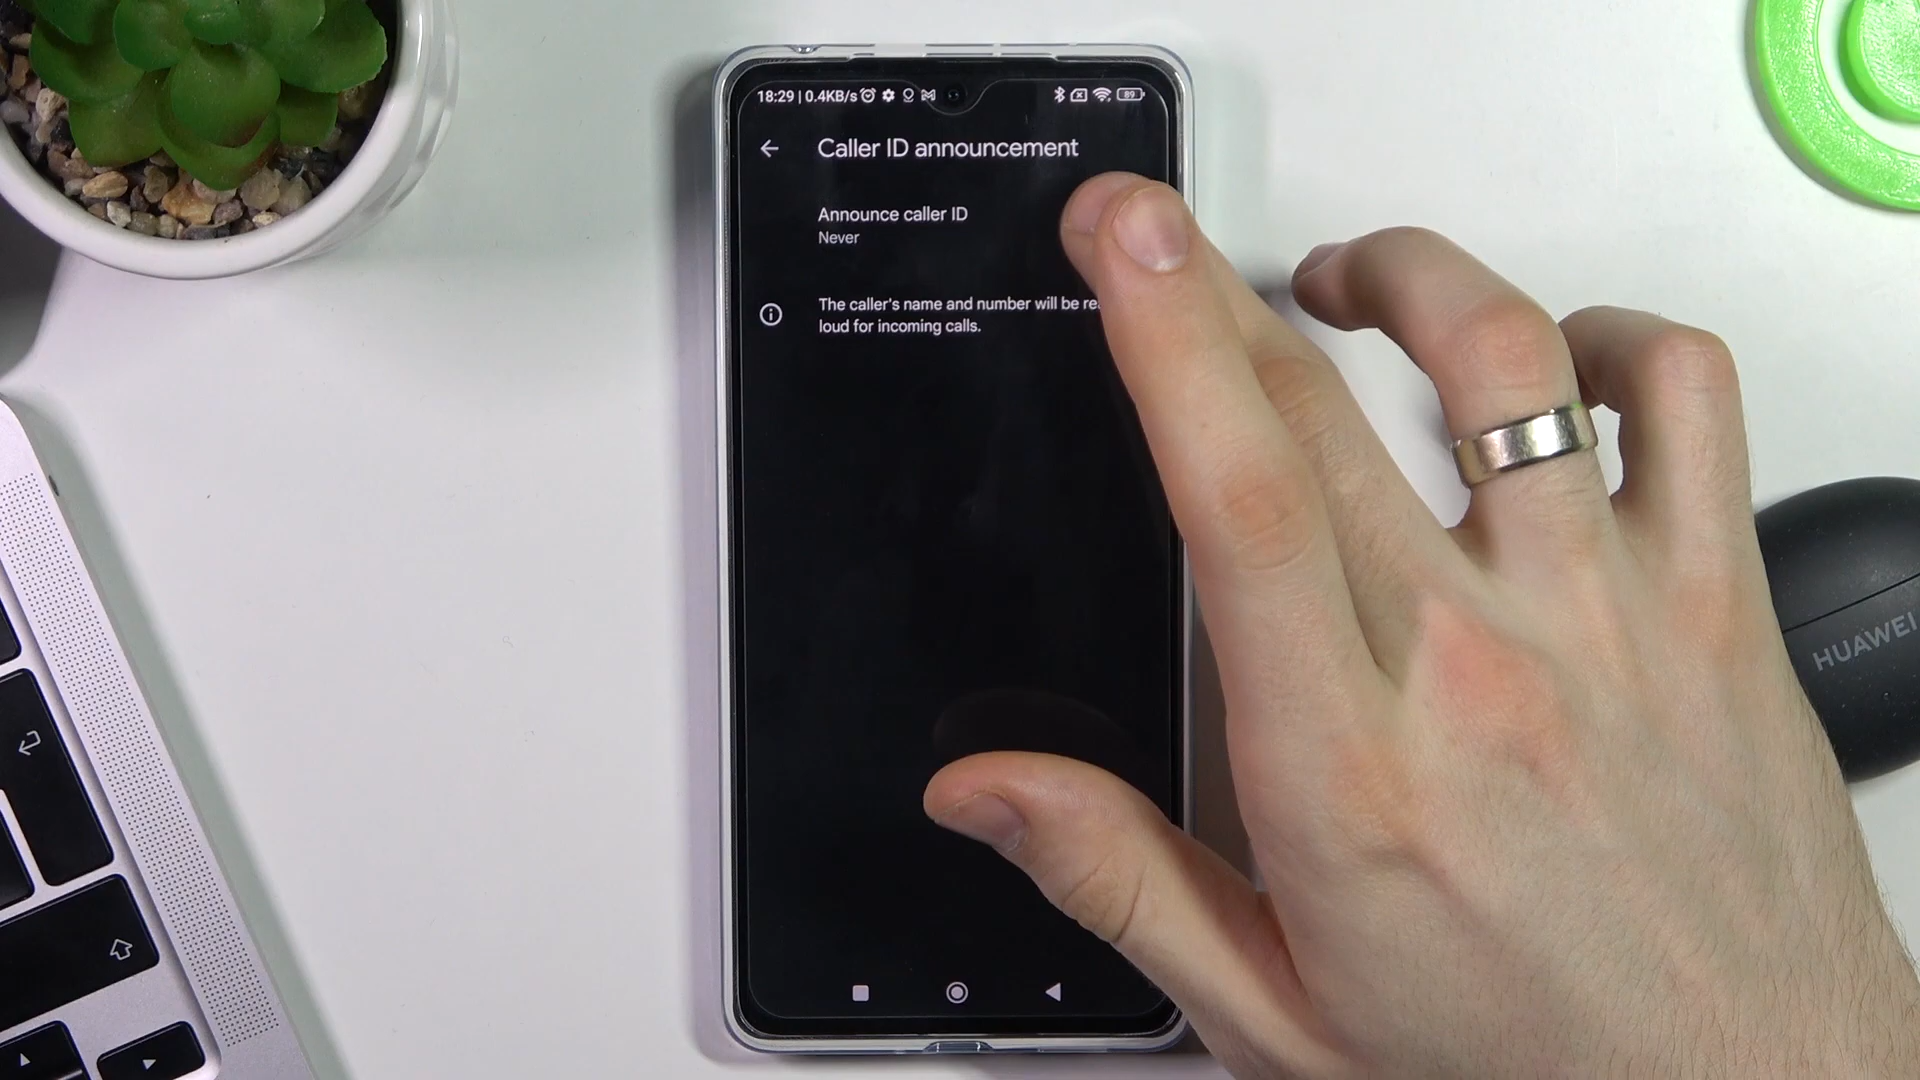 18:29 | 0.4KB/s
89
Caller ID announcement
Announce caller ID
Never
The caller's name and number will be
loud for incoming calls.
HUAWEI